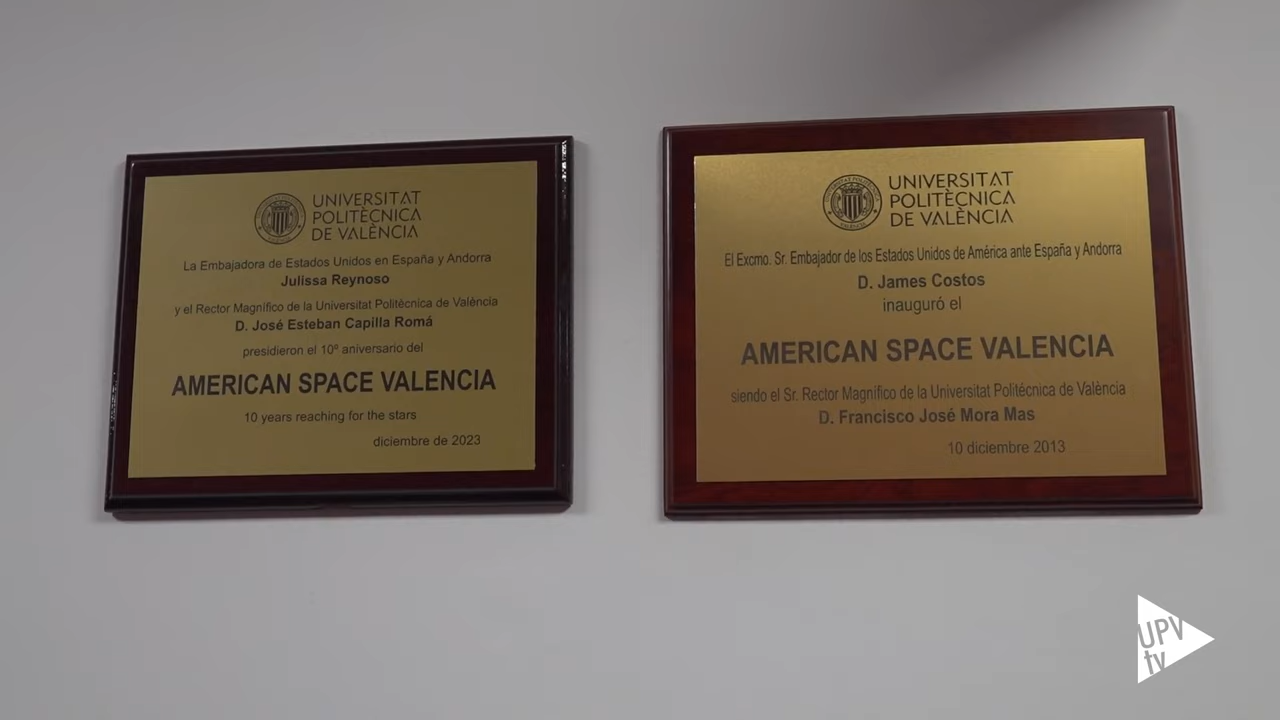 UNIVERSITAT
POLITÈCNICA
DE VALÈNCIA
La Embajadora de Estados Unidos en España y Andorra
Julissa Reynoso
y el Rector Magnífico de la Universitat Politècnica de València
D. José Esteban Capilla Romá
presidieron el 10º aniversario del
AMERICAN SPACE VALENCIA
10 years reaching for the stars
diciembre de 2023
UNIVERSITAT
POLITÈCNICA
DE VALÈNCIA
El Excmo. Sr. Embajador de los Estados Unidos de América ante España y Andorra
D. James Costos
inauguró el
AMERICAN SPACE VALENCIA
siendo el Sr. Rector Magnífico de la Universitat Politécnica de València
D. Francisco José Mora Mas
10 diciembre 2013
UPV
tv